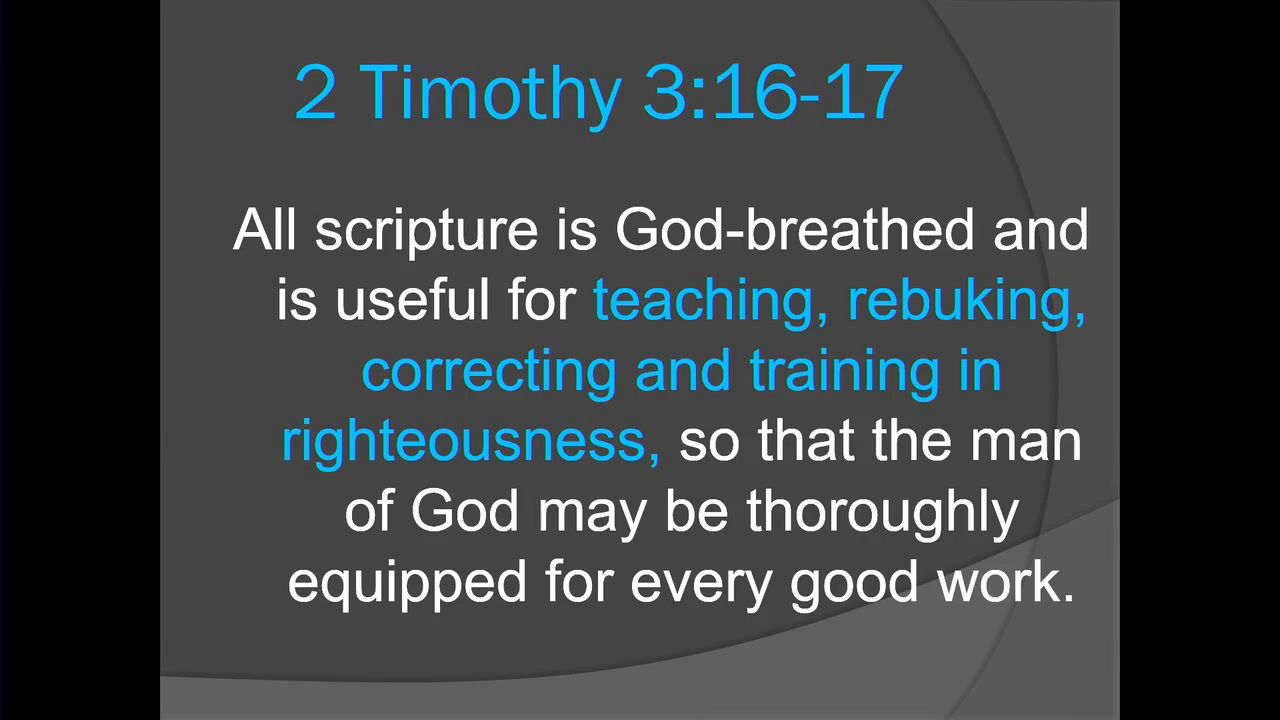 2 Timothy 3:16-17
All scripture is God-breathed and
is useful for teaching, rebuking,
correcting and training in
righteousness, so that the man
of God may be thoroughly
equipped for every good work.